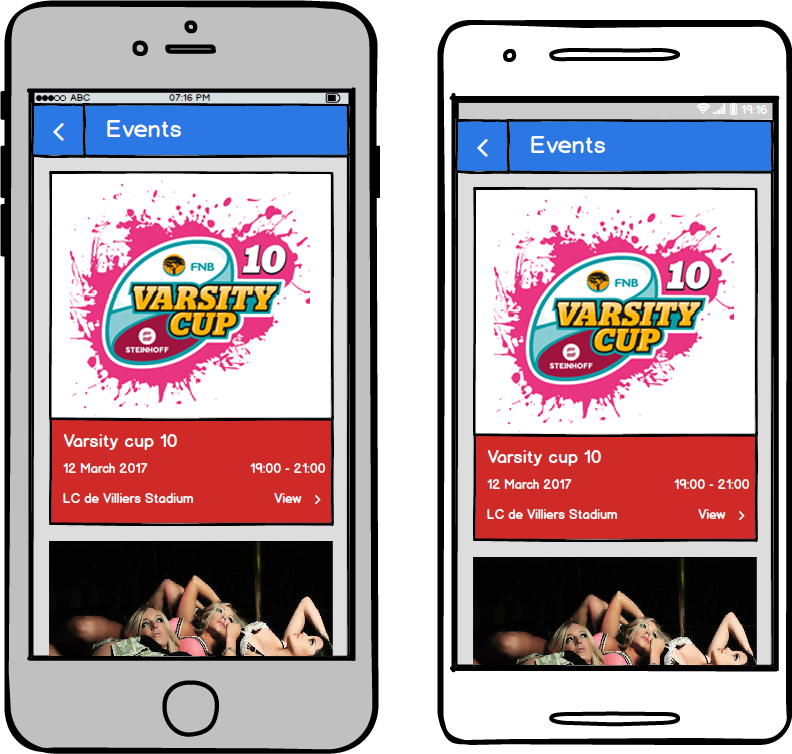 ABC 07:16 PM
Events
10
FNB
VARSITY
CUP
STEINHOFF
Varsity cup 10
12 March 2017 19:00 - 21:00
LC de Villiers Stadium View
19:16
Events
10
FNB
VARSITY
CUP
STEINHOFF
Varsity cup 10
12 March 2017 19:00 - 21:00
LC de Villiers Stadium View